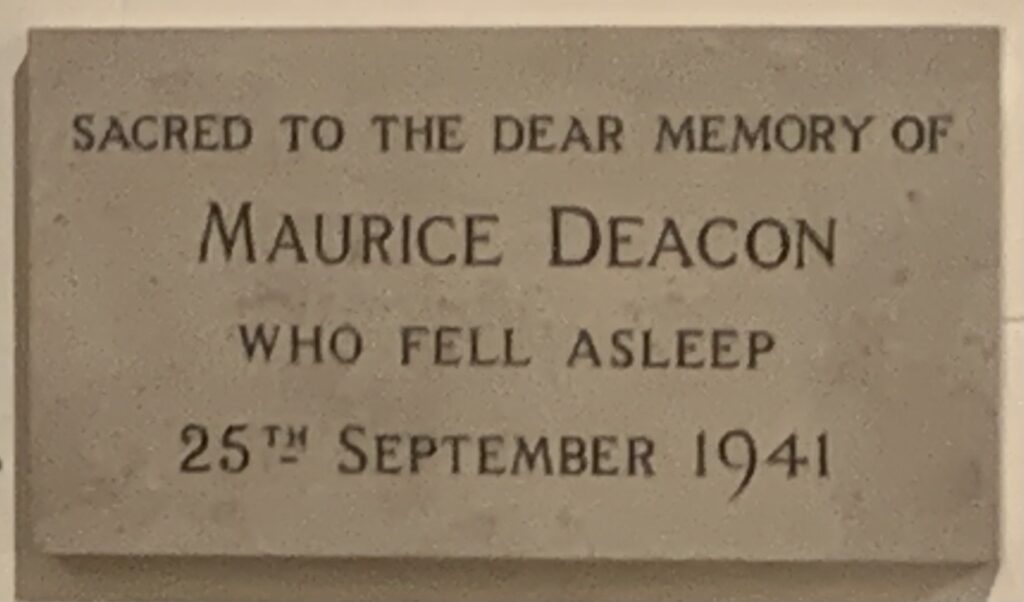 SACRED TO THE DEAR MEMORY OF
MAURICE DEACON
WHO FELL ASLEEP
25TH SEPTEMBER 1941